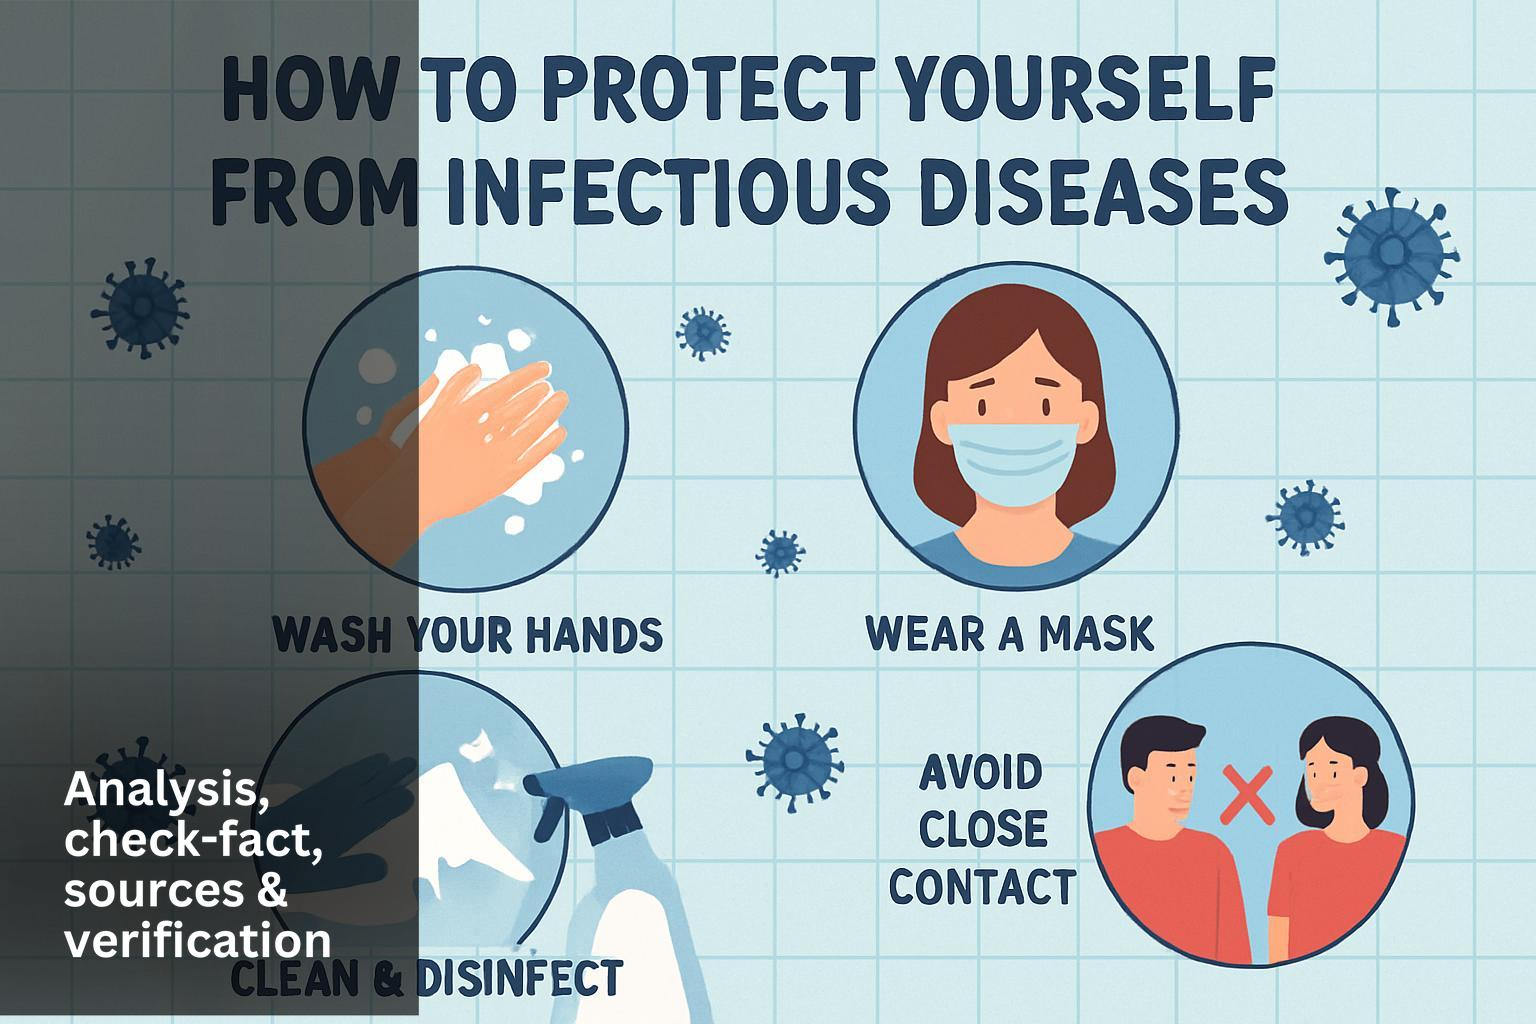 HOW TO PROTECT YOURSELF
FROM INFECTIOUS DISEASES
WASH YOUR HANDS
WEAR A MASK
AVOID
CLOSE
CONTACT
CLEAN & DISINFECT
Analysis,
check-fact,
sources &
verification